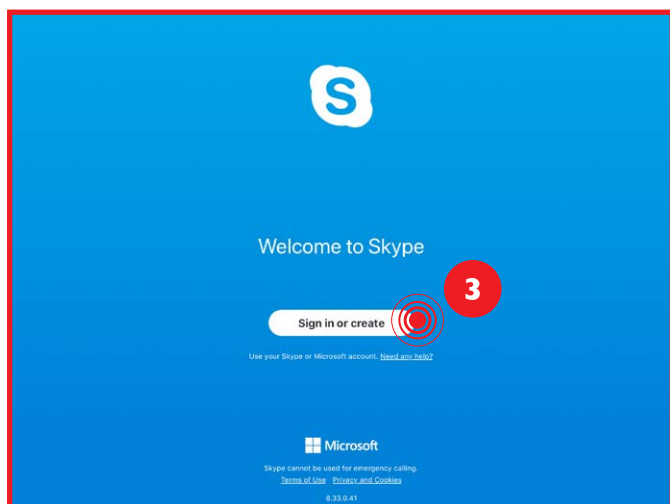 S
Welcome to Skype
3
Sign in or create
Use your Skype or Microsoft account. Need any help?
Microsoft
Skype cannot be used for emergency calling.
Terms of Use Privacy and Cookies
8.33.0.41